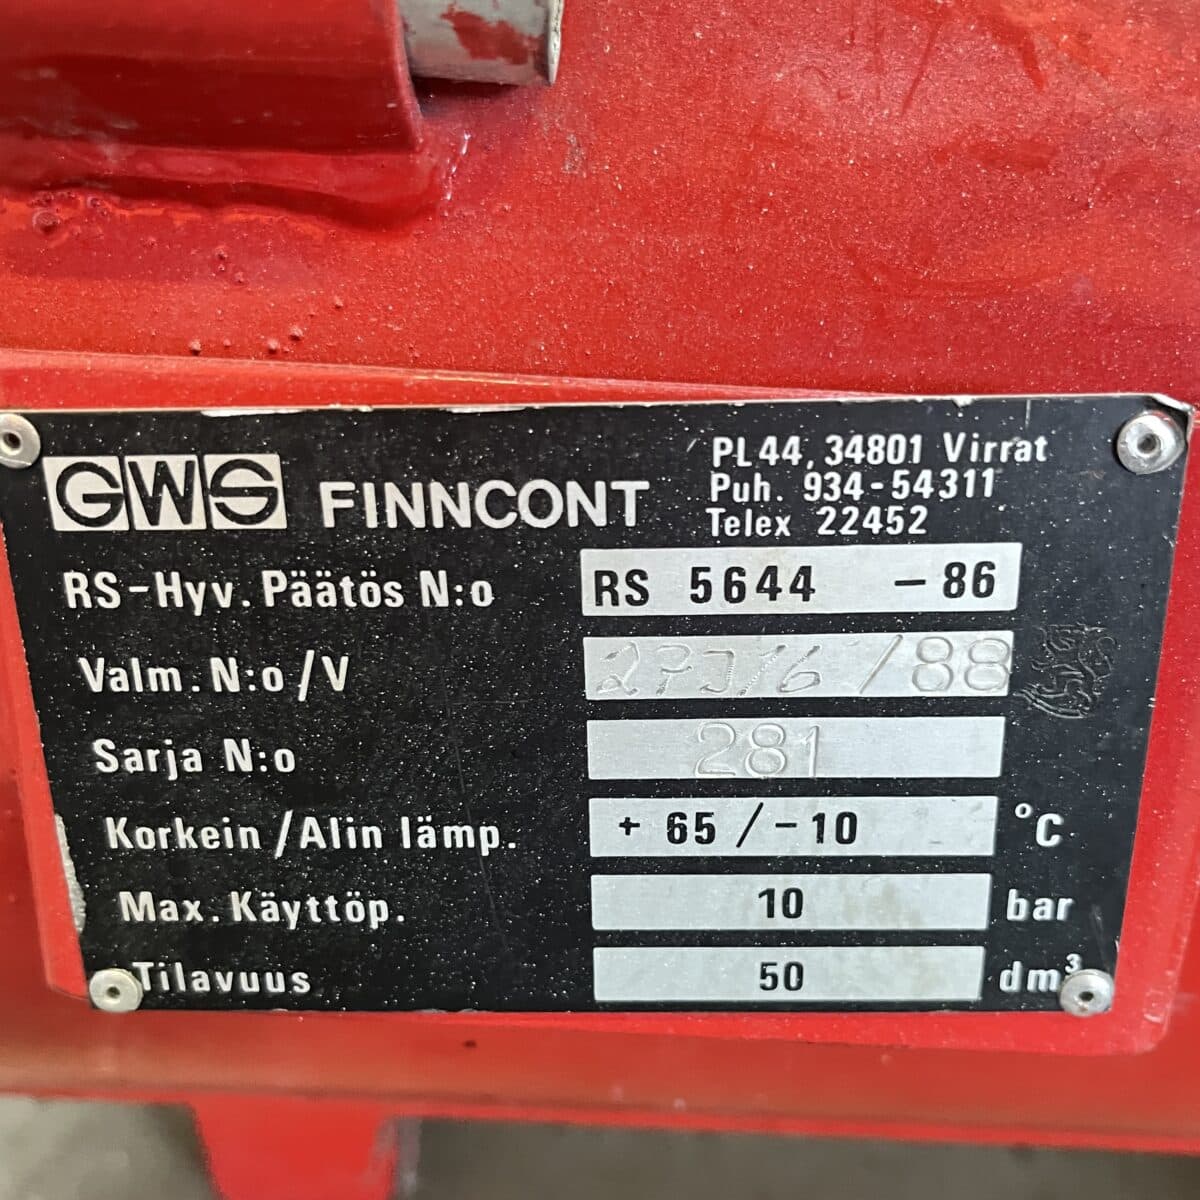 GWS FINNCONT
PL 44, 34801 Virrat
Puh. 934-54311
Telex 22452
RS-Hyv. Päätös N:o RS 5644 -86
Valm. N:o/V /88
Sarja N:o 281
Korkein/Alin lämp. + 65 / -10 °C
Max. Käyttöp. 10 bar
Tilavuus 50 dm³